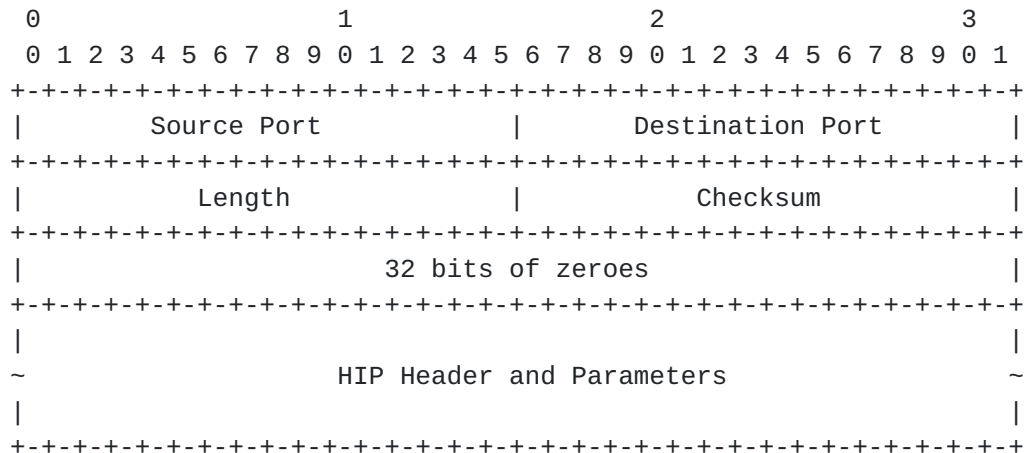 0                   1                   2                   3
 0 1 2 3 4 5 6 7 8 9 0 1 2 3 4 5 6 7 8 9 0 1 2 3 4 5 6 7 8 9 0 1
+-+-+-+-+-+-+-+-+-+-+-+-+-+-+-+-+-+-+-+-+-+-+-+-+-+-+-+-+-+-+-+-+
|        Source Port            |       Destination Port        |
+-+-+-+-+-+-+-+-+-+-+-+-+-+-+-+-+-+-+-+-+-+-+-+-+-+-+-+-+-+-+-+-+
|           Length              |           Checksum            |
+-+-+-+-+-+-+-+-+-+-+-+-+-+-+-+-+-+-+-+-+-+-+-+-+-+-+-+-+-+-+-+-+
|                       32 bits of zeroes                       |
+-+-+-+-+-+-+-+-+-+-+-+-+-+-+-+-+-+-+-+-+-+-+-+-+-+-+-+-+-+-+-+-+
|                                                               |
~                    HIP Header and Parameters                  ~
|                                                               |
+-+-+-+-+-+-+-+-+-+-+-+-+-+-+-+-+-+-+-+-+-+-+-+-+-+-+-+-+-+-+-+-+